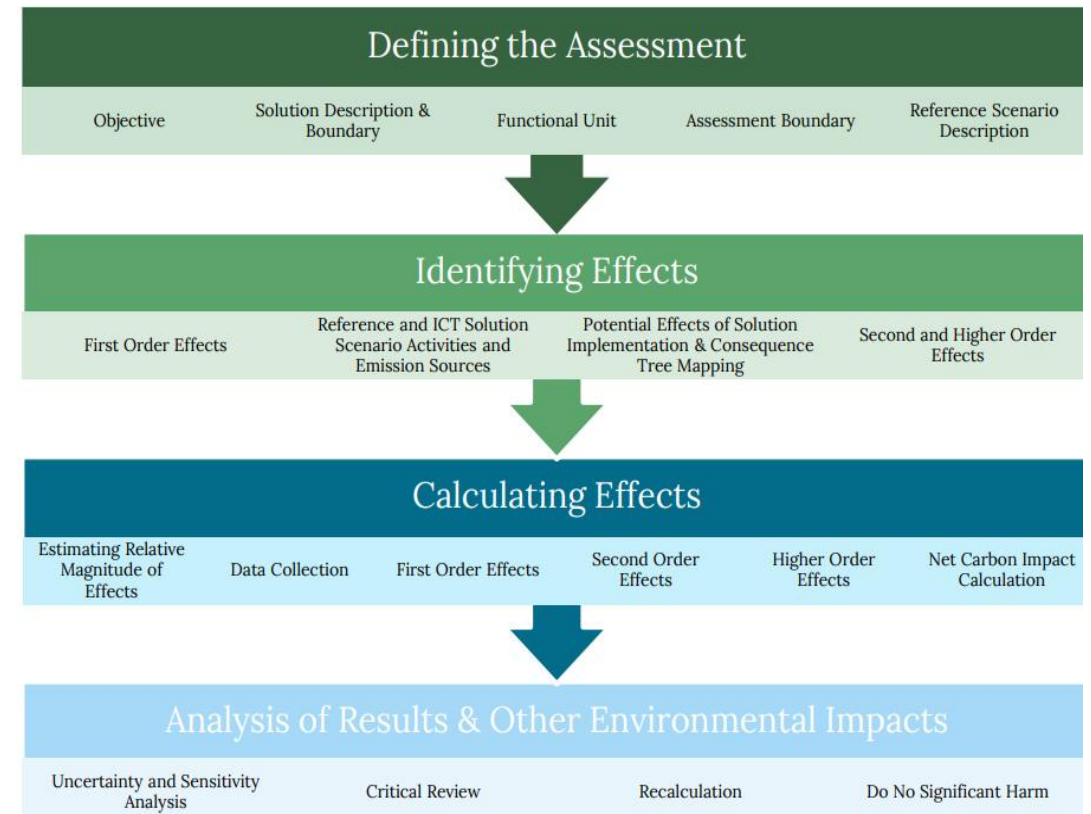 Defining the Assessment
Objective
Solution Description &
Boundary
Functional Unit
Assessment Boundary
Reference Scenario
Description
Identifying Effects
First Order Effects
Reference and ICT Solution
Scenario Activities and
Emission Sources
Potential Effects of Solution
Implementation & Consequence
Tree Mapping
Second and Higher Order
Effects
Calculating Effects
Estimating Relative
Magnitude of
Effects
Data Collection
First Order Effects
Second Order
Effects
Higher Order
Effects
Net Carbon Impact
Calculation
Analysis of Results & Other Environmental Impacts
Uncertainty and Sensitivity
Analysis
Critical Review
Recalculation
Do No Significant Harm